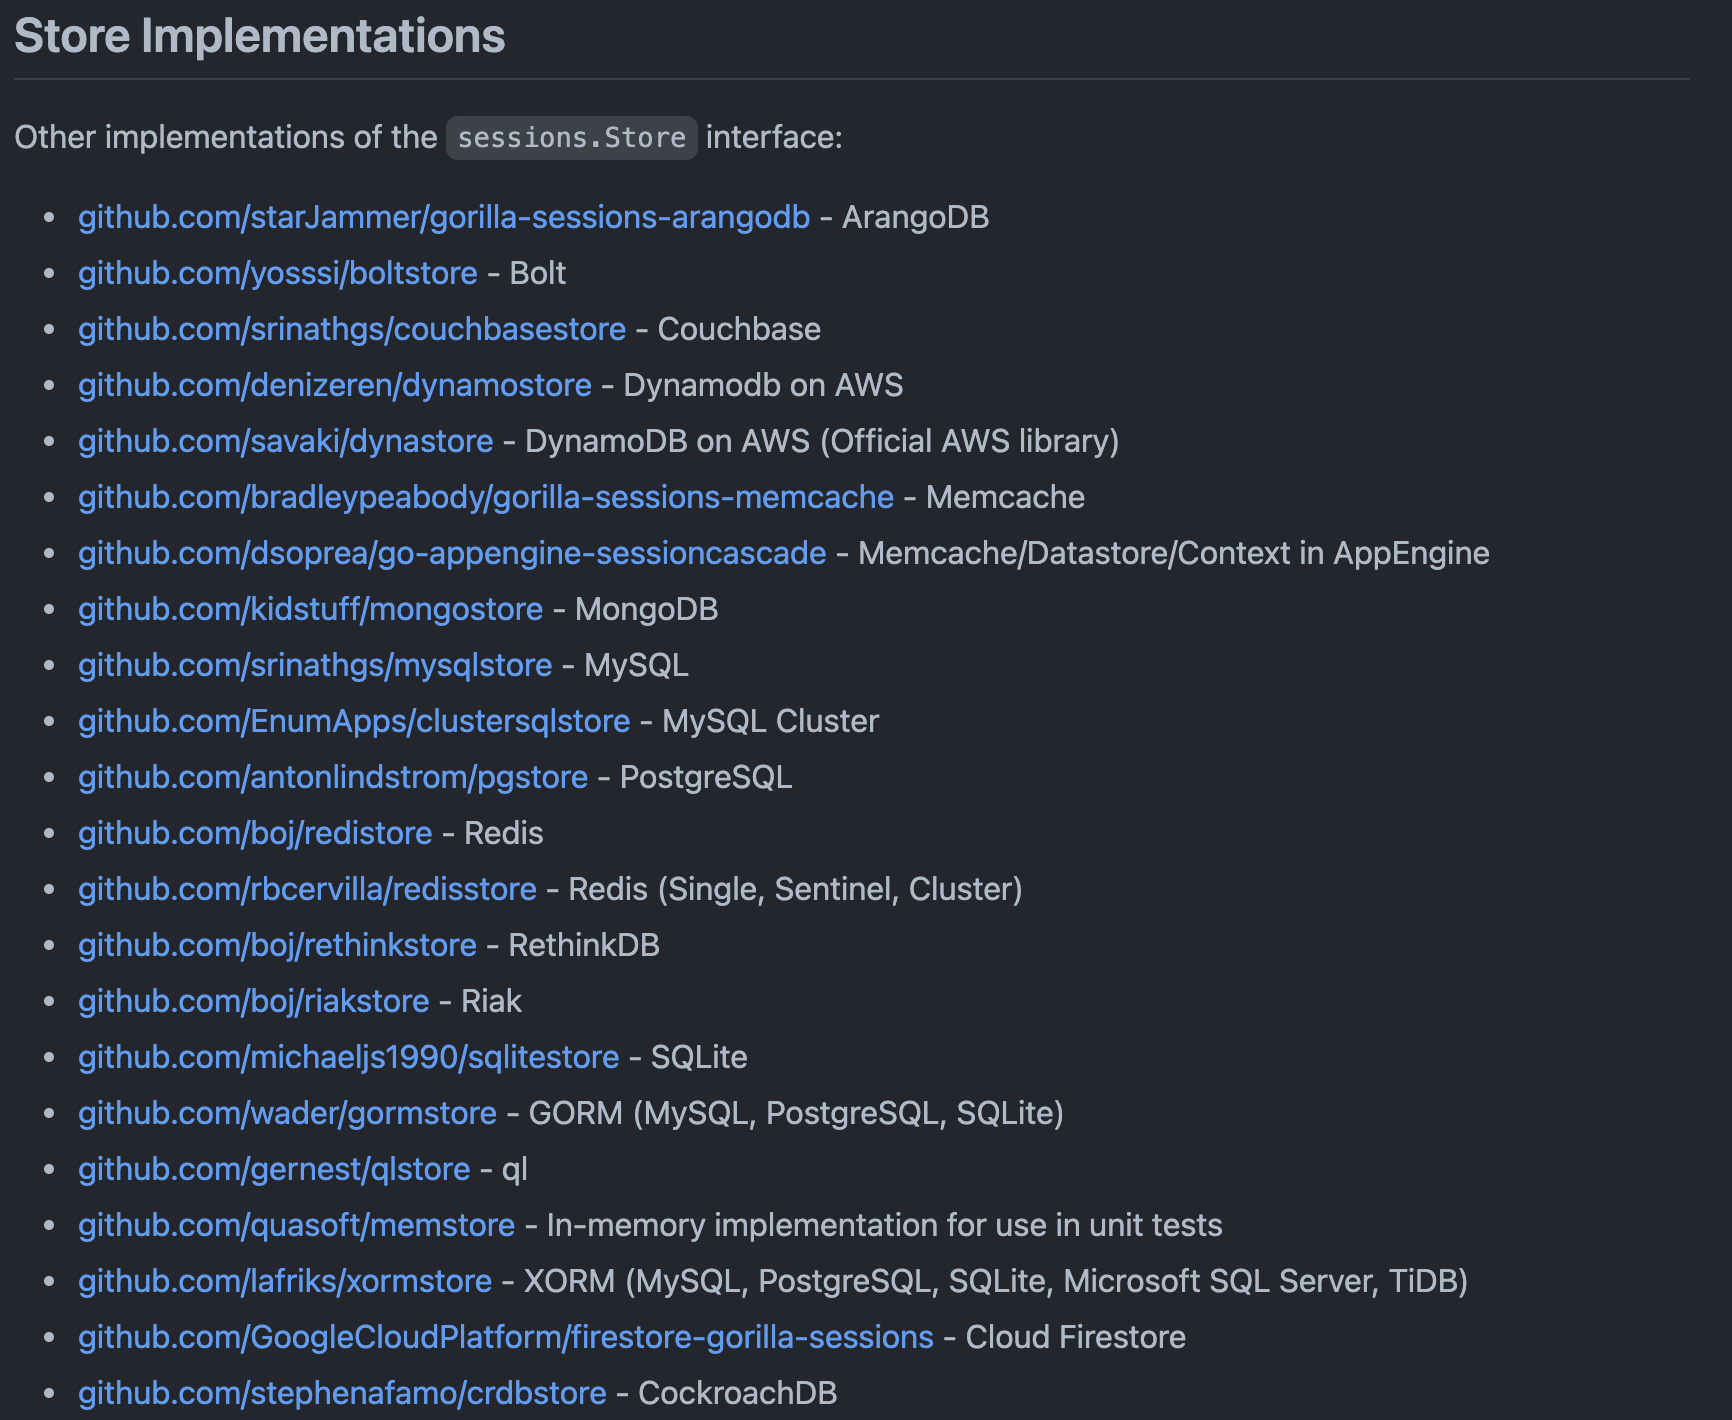 Store Implementations
Other implementations of the sessions.Store interface:
• github.com/starJammer/gorilla-sessions-arangodb - ArangoDB
• github.com/yosssi/boltstore - Bolt
• github.com/srinathgs/couchbasestore - Couchbase
• github.com/denizeren/dynamostore - Dynamodb on AWS
• github.com/savaki/dynastore - DynamoDB on AWS (Official AWS library)
• github.com/bradleypeabody/gorilla-sessions-memcache - Memcache
• github.com/dsoprea/go-appengine-sessioncascade - Memcache/Datastore/Context in AppEngine
• github.com/kidstuff/mongostore - MongoDB
• github.com/srinathgs/mysqlstore - MySQL
• github.com/EnumApps/clustersqlstore - MySQL Cluster
• github.com/antonlindstrom/pgstore - PostgreSQL
• github.com/boj/redistore - Redis
• github.com/rbcervilla/redisstore - Redis (Single, Sentinel, Cluster)
• github.com/boj/rethinkstore - RethinkDB
• github.com/boj/riakstore - Riak
• github.com/michaeljs1990/sqlitestore - SQLite
• github.com/wader/gormstore - GORM (MySQL, PostgreSQL, SQLite)
• github.com/gernest/qlstore - ql
• github.com/quasoft/memstore - In-memory implementation for use in unit tests
• github.com/lafriks/xormstore - XORM (MySQL, PostgreSQL, SQLite, Microsoft SQL Server, TiDB)
• github.com/GoogleCloudPlatform/firestore-gorilla-sessions - Cloud Firestore
• github.com/stephenafamo/crdbstore - CockroachDB